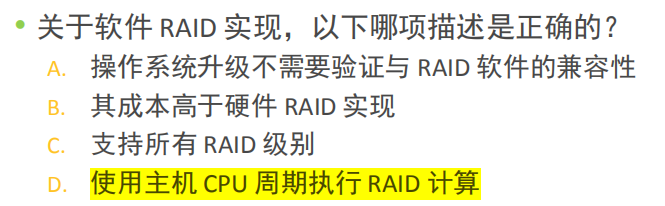 • 关于软件 RAID 实现，以下哪项描述是正确的？
A. 操作系统升级不需要验证与 RAID 软件的兼容性
B. 其成本高于硬件 RAID 实现
C. 支持所有 RAID 级别
D. 使用主机 CPU 周期执行 RAID 计算